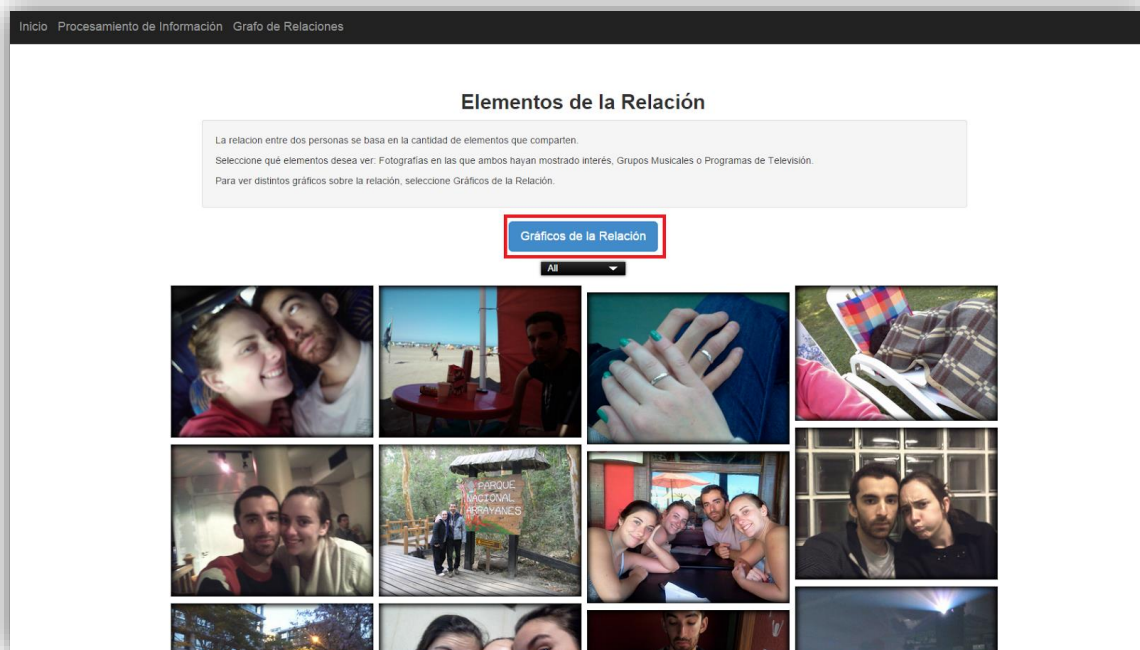 Inicio Procesamiento de Información Grafo de Relaciones
Elementos de la Relación
La relacion entre dos personas se basa en la cantidad de elementos que comparten.
Seleccione qué elementos desea ver: Fotografías en las que ambos hayan mostrado interés, Grupos Musicales o Programas de Televisión.
Para ver distintos gráficos sobre la relación, seleccione Gráficos de la Relación.
Gráficos de la Relación
All
PARQUE
NACIONAL
ARRAYANES